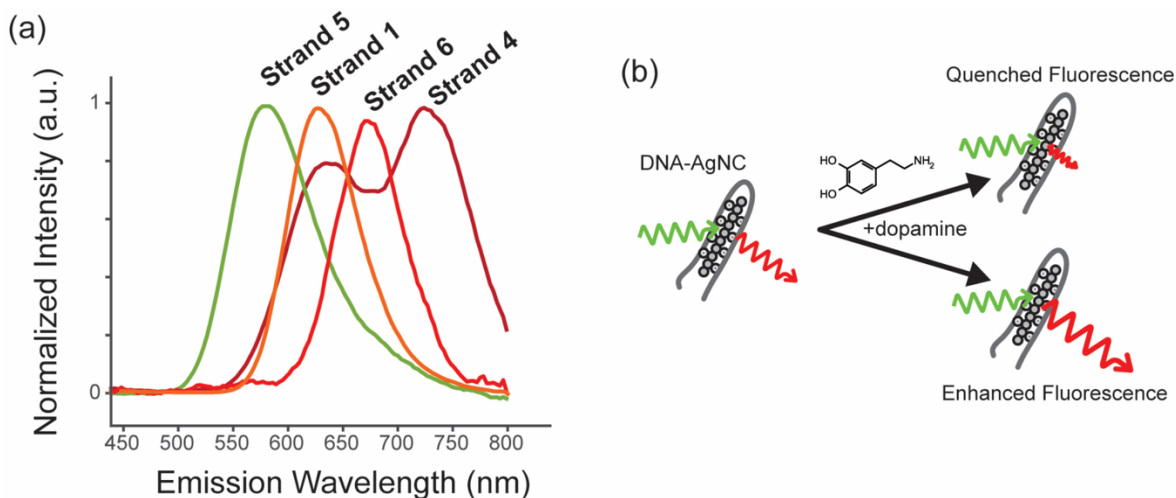 (a)
Strand 5
Strand 1
Strand 6
Strand 4
1
0
Normalized Intensity (a.u.)
450 500 550 600 650 700 750 800
Emission Wavelength (nm)
(b)
Quenched Fluorescence
DNA-AgNC
HO
HO
NH₂
+dopamine
Enhanced Fluorescence